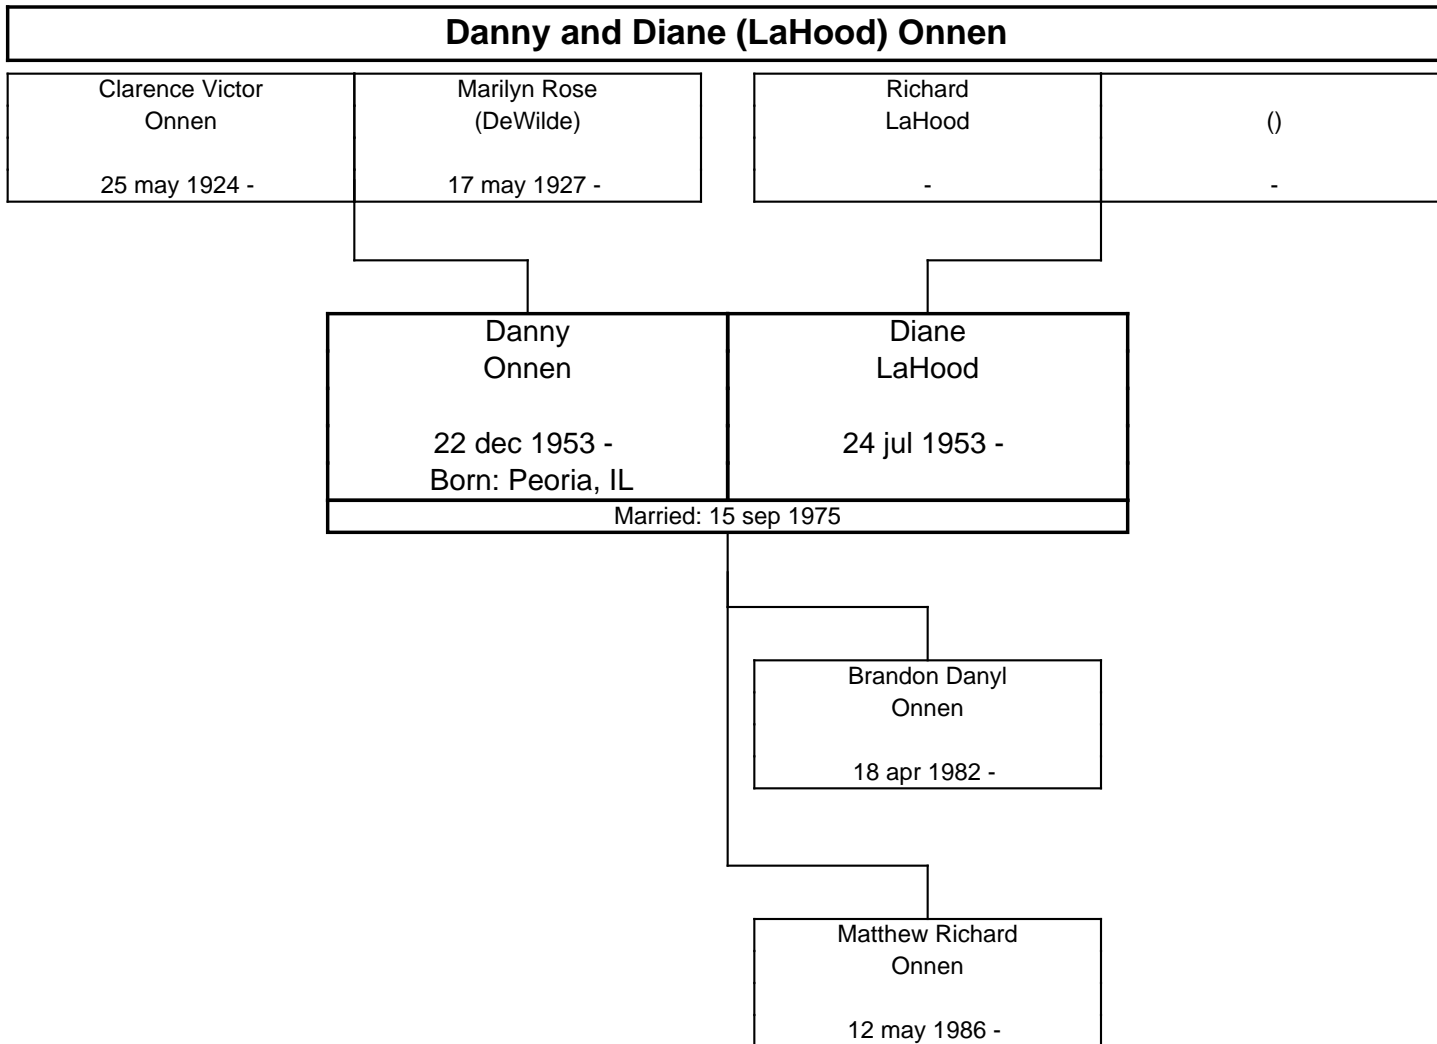 Danny and Diane (LaHood) Onnen
Clarence Victor
Onnen
25 may 1924 -
Marilyn Rose
(DeWilde)
17 may 1927 -
Richard
LaHood
-
()
-
Danny
Onnen
22 dec 1953 -
Born: Peoria, IL
Diane
LaHood
24 jul 1953 -
Married: 15 sep 1975
Brandon Danyl
Onnen
18 apr 1982 -
Matthew Richard
Onnen
12 may 1986 -